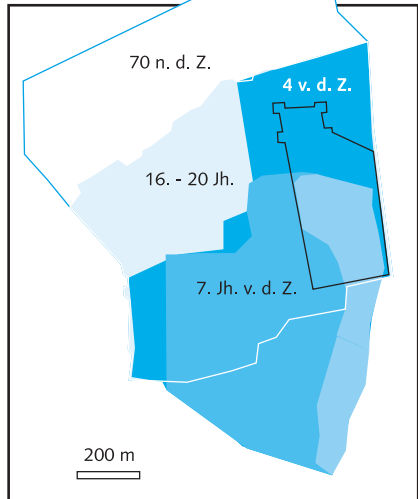 70 n. d. Z.
4 v. d. Z.
16. - 20 Jh.
7. Jh. v. d. Z.
200 m